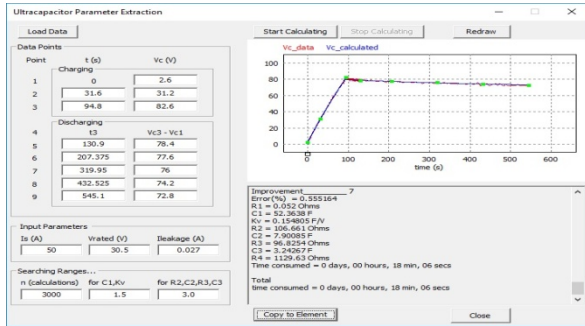 Ultracapacitor Parameter Extraction
Load Data
Start Calculating
Stop Calculating
Redraw
Data Points
Point t (s) Vc (V)
Charging
1 0 2.6
2 31.6 31.2
3 94.8 82.6
Discharging
4 t3 Vc3 - Vc1
5 130.9 78.4
6 207.375 77.6
7 319.95 76
8 432.525 74.2
9 545.1 72.8
Input Parameters
Is (A) Vrated (V) Ileakage (A)
50 30.5 0.027
Searching Ranges...
n (calculations) for C1,Kv for R2,C2,R3,C3
3000 1.5 3.0
Vc_data Vc_calculated
100
80
60
40
20
0
0 100 200 300 400 500 600
time (s)
Improvement__________ 7
Error(%) = 0.555164
R1 = 0.052 Ohms
C1 = 52.3638 F
Kv = 0.154805 F/V
R2 = 106.661 Ohms
C2 = 7.90085 F
R3 = 96.8254 Ohms
C3 = 3.24267 F
R4 = 1129.63 Ohms
Time consumed = 0 days, 00 hours, 18 min, 06 secs
Total
time consumed = 0 days, 00 hours, 18 min, 06 secs
Copy to Element
Close